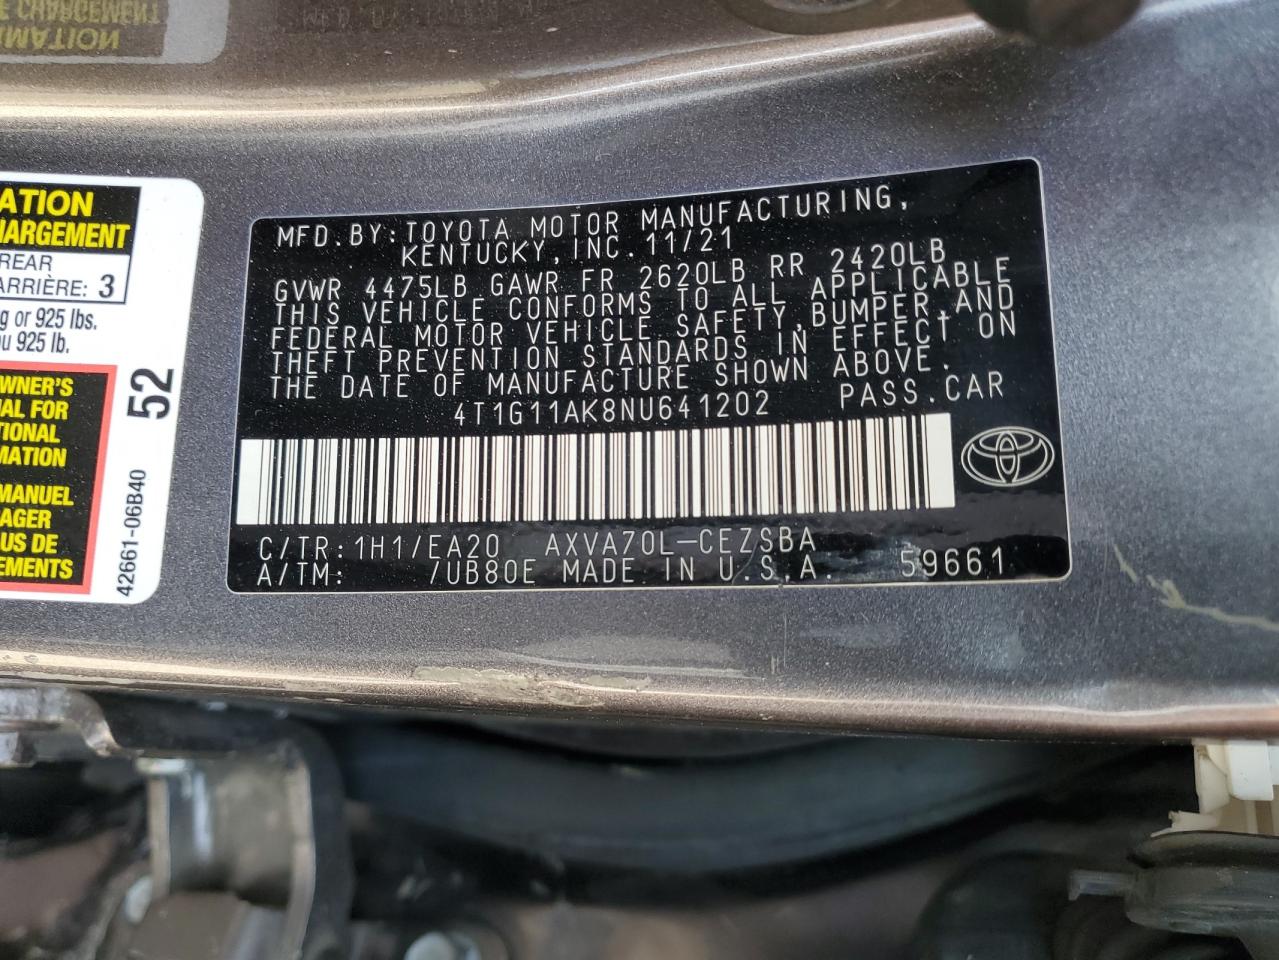 E CHARGEMENT
MATION
ATION
HARGEMENT
REAR
ARRIÈRE: 3
g or 925 lbs.
u 925 lb.
WNER'S
AL FOR
TIONAL
MATION
MANUEL
AGER
US DE
EMENTS
52
42661-06B40
MFD.BY:TOYOTA MOTOR MANUFACTURING,
KENTUCKY,INC.11/21
GVWR 4475LB GAWR FR 2620LB RR 2420LB
THIS VEHICLE CONFORMS TO ALL APPLICABLE
FEDERAL MOTOR VEHICLE SAFETY,BUMPER,AND
THEFT PREVENTION STANDARDS IN EFFECT ON
THE DATE OF MANUFACTURE SHOWN ABOVE.
4T1G11AK8NU641202 PASS.CAR
C/TR:1H1/EA20 AXVA70L-CEZSBA
A/TM: /UB80E MADE IN U.S.A. 59661